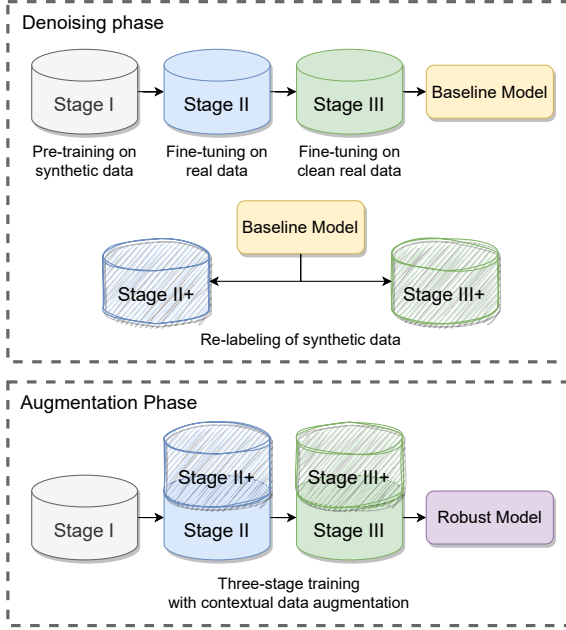 Denoising phase
Stage I
Stage II
Stage III
Baseline Model
Pre-training on
synthetic data
Fine-tuning on
real data
Fine-tuning on
clean real data
Baseline Model
Stage II+
Stage III+
Re-labeling of synthetic data
Augmentation Phase
Stage II+
Stage III+
Stage I
Stage II
Stage III
Robust Model
Three-stage training
with contextual data augmentation